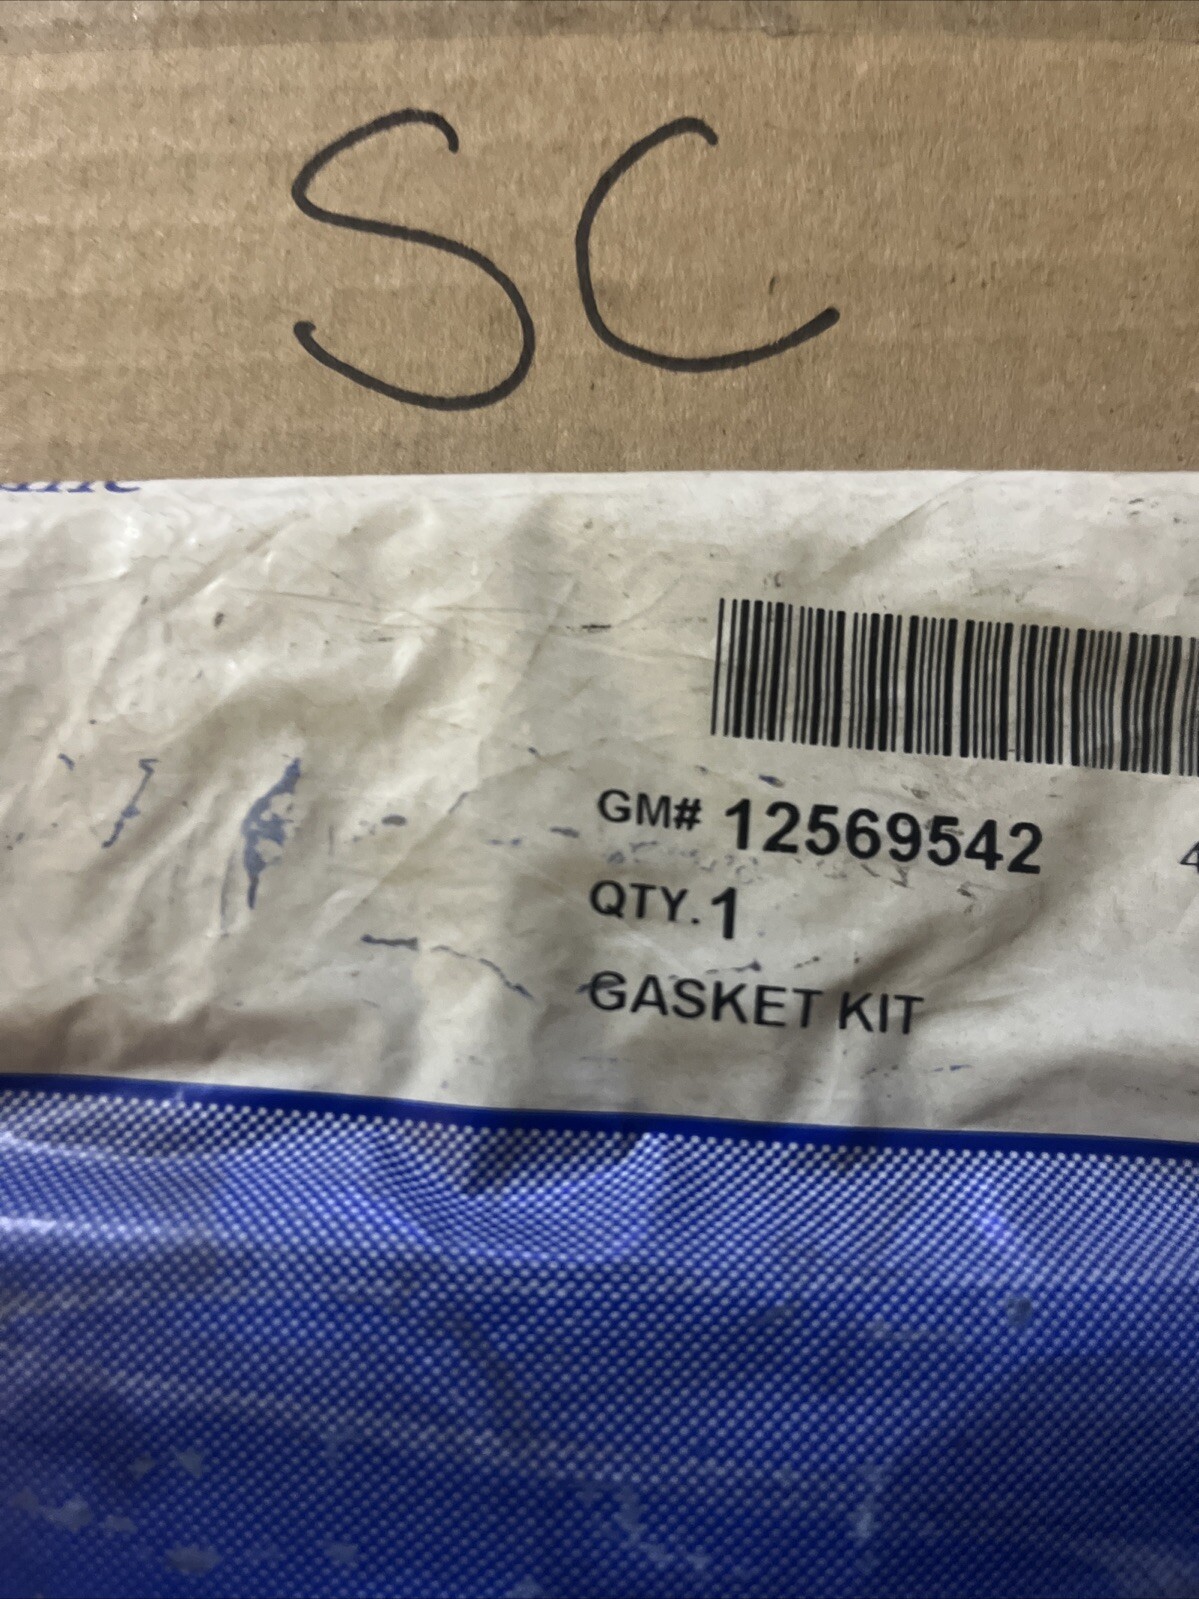 SC
GM# 12569542
QTY. 1
GASKET KIT